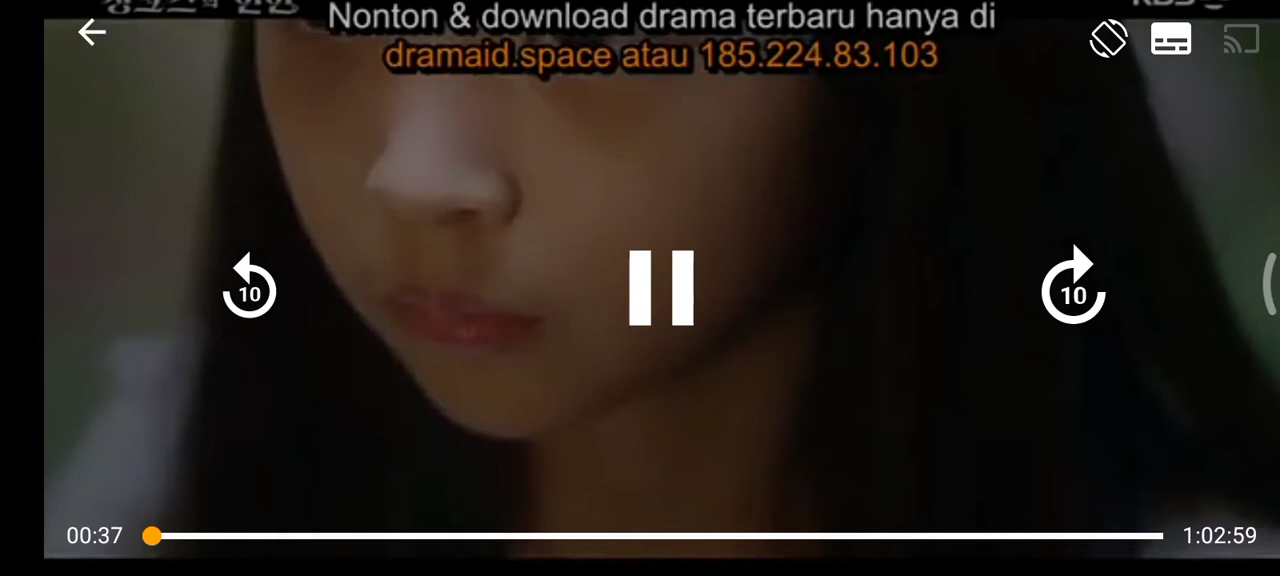 Nonton & download drama terbaru hanya di
dramaid.space atau 185.224.83.103
10
10
00:37
1:02:59